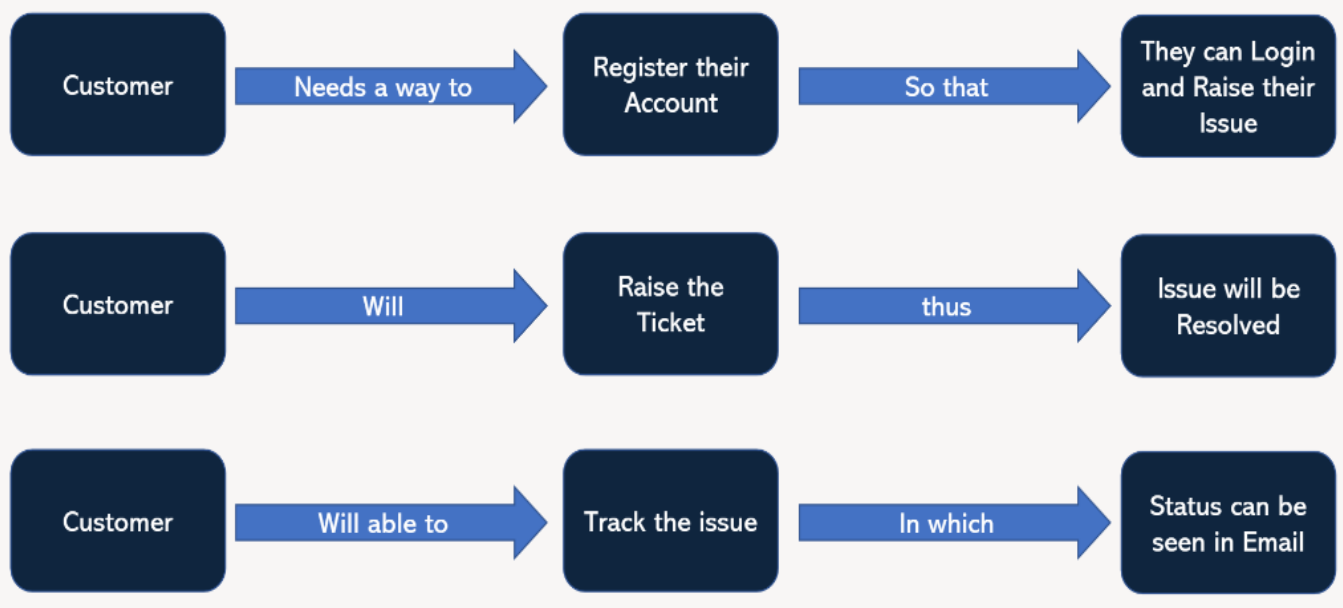 Customer
Needs a way to
Register their
Account
So that
They can Login
and Raise their
Issue
Customer
Will
Raise the
Ticket
thus
Issue will be
Resolved
Customer
Will able to
Track the issue
In which
Status can be
seen in Email